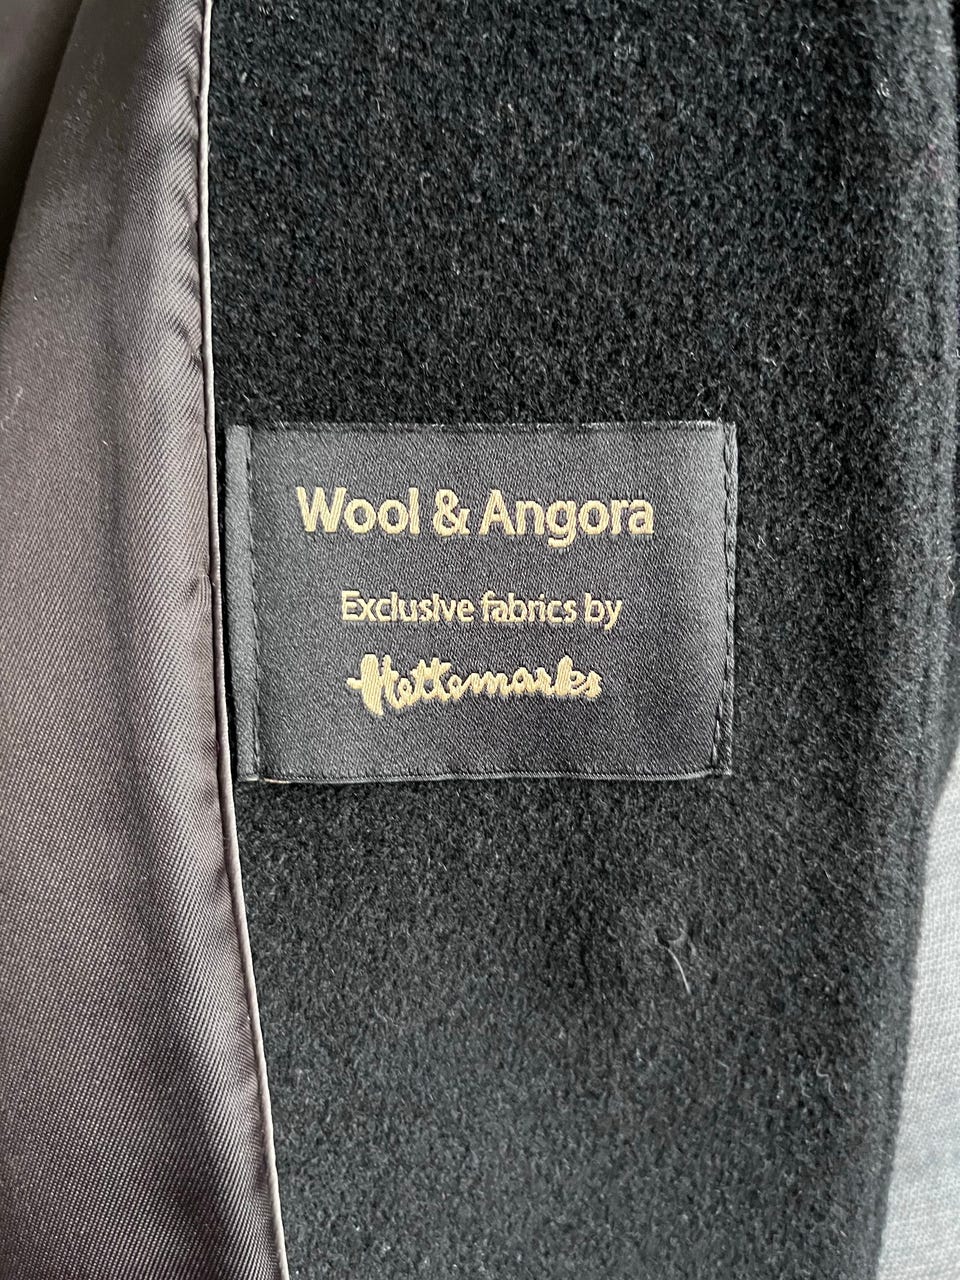 Wool & Angora
Exclusive fabrics by
Hettemarks